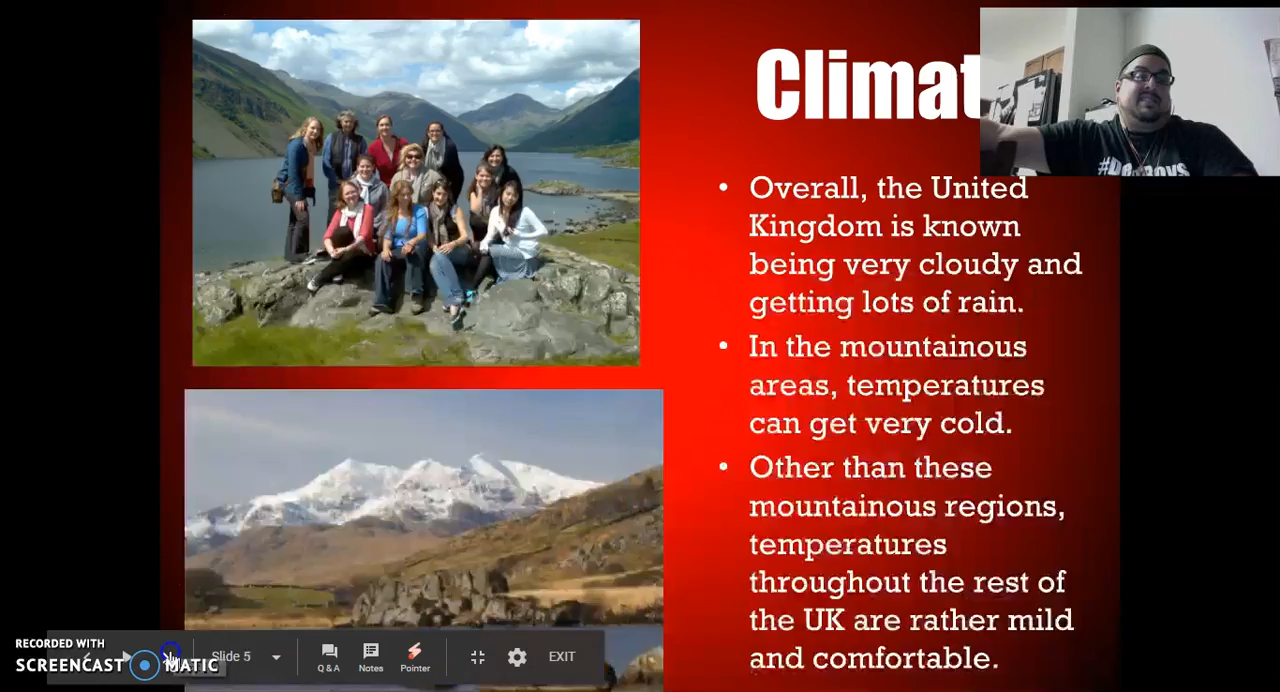 Climat
• Overall, the United
Kingdom is known
being very cloudy and
getting lots of rain.
• In the mountainous
areas, temperatures
can get very cold.
• Other than these
mountainous regions,
temperatures
throughout the rest of
the UK are rather mild
and comfortable.
RECORDED WITH
SCREENCAST MATIC
Slide 5
Q & A
Notes
Pointer
EXIT